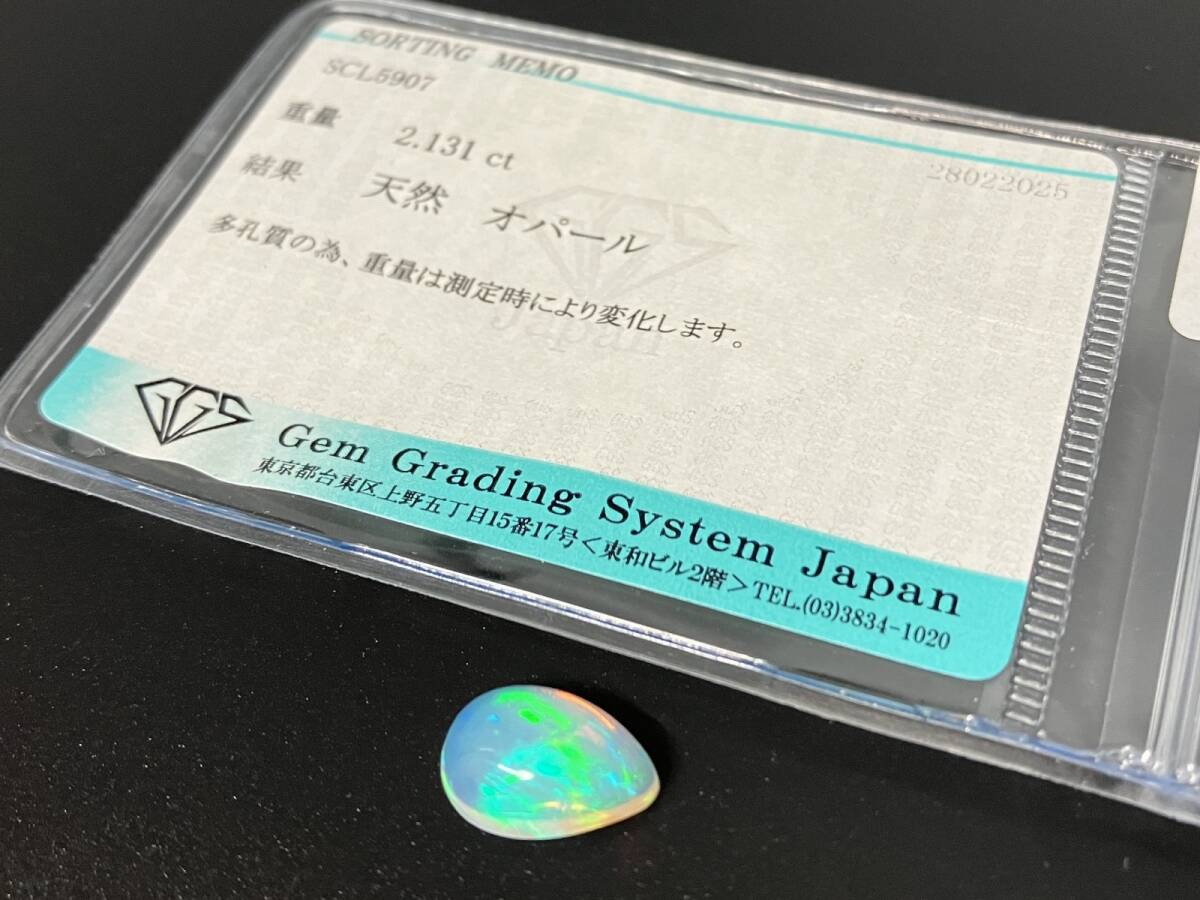 SORTING MEMO
SCL5907
28022025
重量 2.131 ct
結果 天然 オパール
多孔質の為、重量は測定時により変化します。
GGS
Japan
GGS
Gem Grading System Japan
東京都台東区上野五丁目15番17号<東和ビル2階>TEL.(03)3834-1020